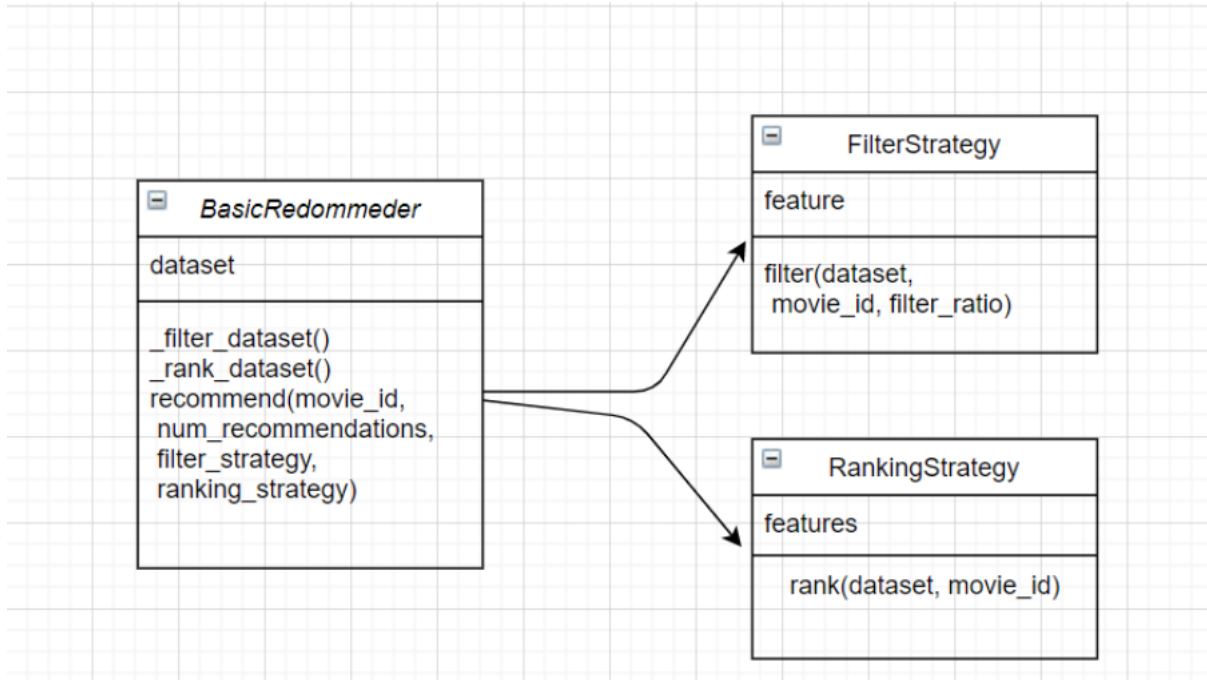 BasicRedommeder
dataset
_filter_dataset()
_rank_dataset()
recommend(movie_id,
num_recommendations,
filter_strategy,
ranking_strategy)
FilterStrategy
feature
filter(dataset,
movie_id, filter_ratio)
RankingStrategy
features
rank(dataset, movie_id)